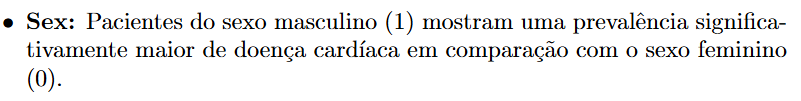 • Sex: Pacientes do sexo masculino (1) mostram uma prevalência significa-
tivamente maior de doença cardíaca em comparação com o sexo feminino
(0).